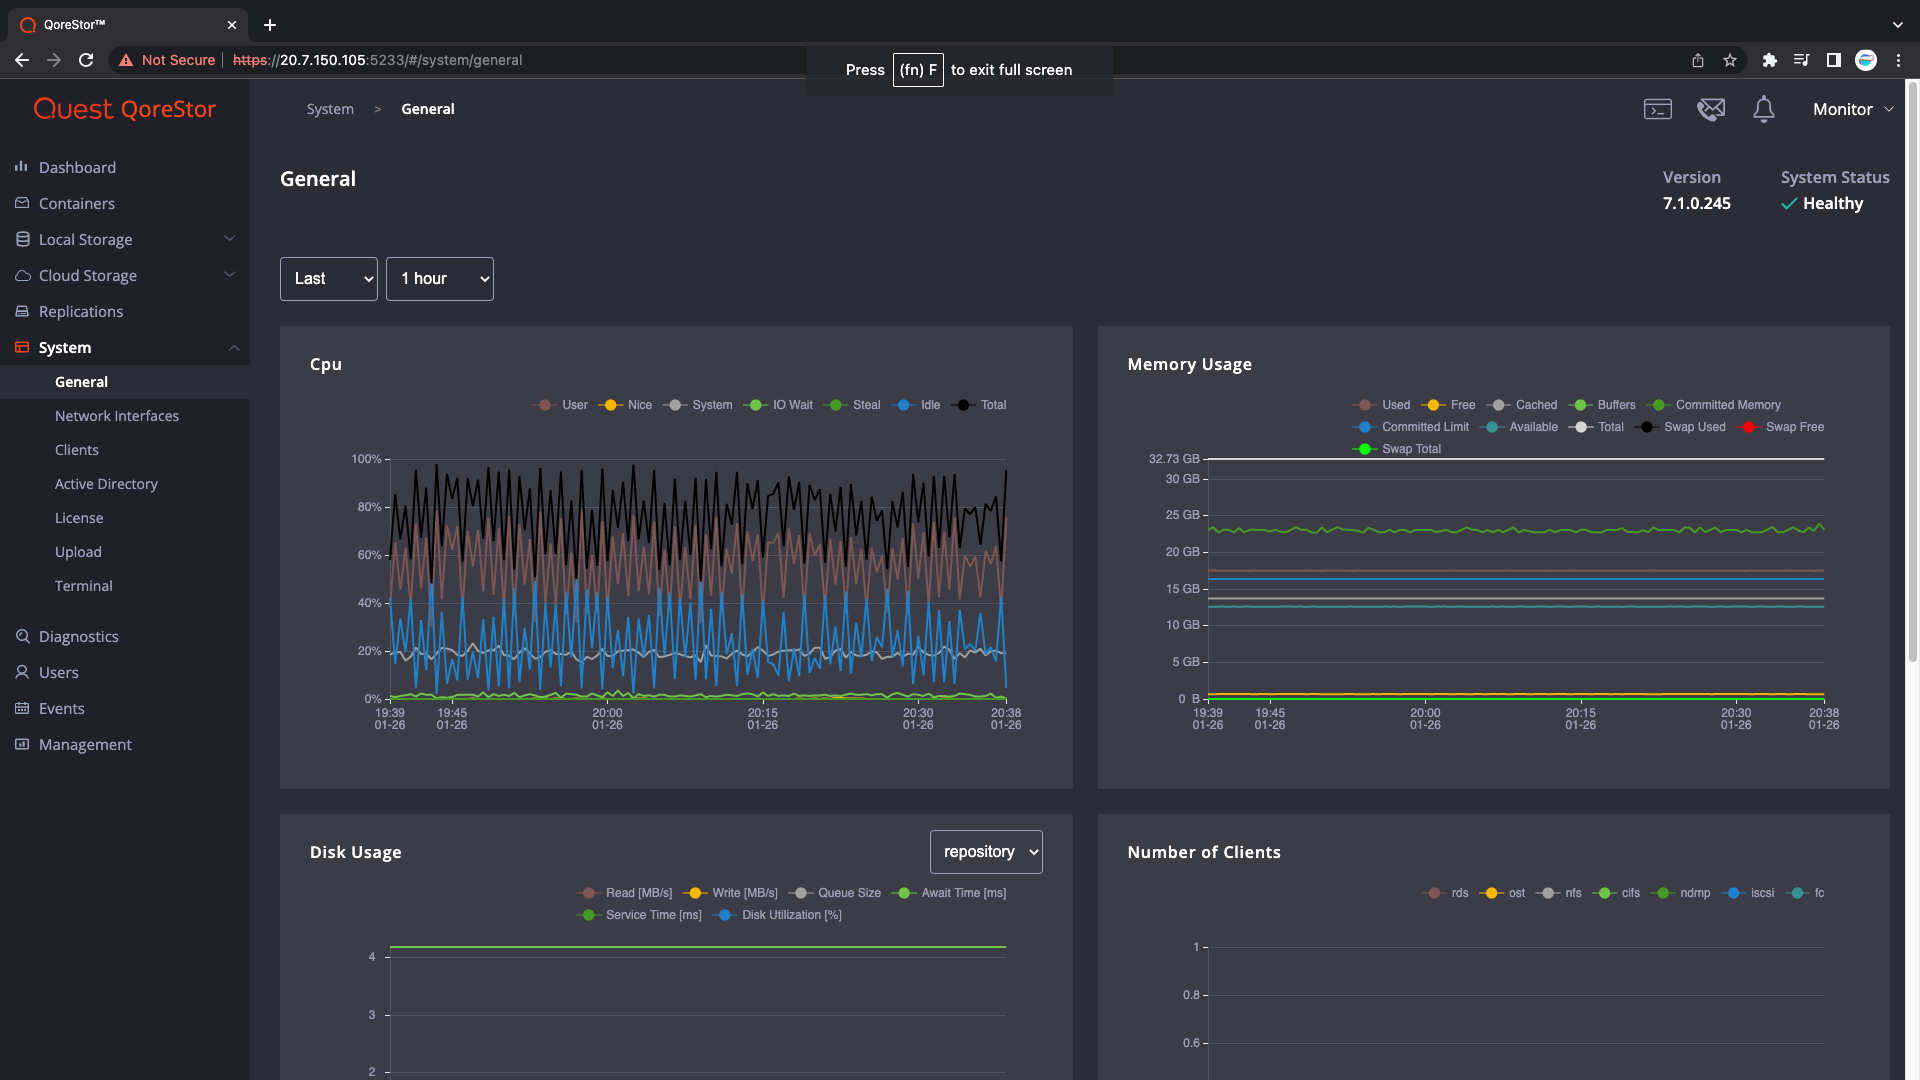 QoreStor™
Not Secure https://20.7.150.105:5233/#/system/general
Press (fn) F to exit full screen
Quest QoreStor
System > General
Monitor
Dashboard
Containers
Local Storage
Cloud Storage
Replications
System
General
Network Interfaces
Clients
Active Directory
License
Upload
Terminal
Diagnostics
Users
Events
Management
General
Version
7.1.0.245
System Status
Healthy
Last
1 hour
Cpu
User Nice System IO Wait Steal Idle Total
100%
80%
60%
40%
20%
0%
19:39 19:45 20:00 20:15 20:30 20:38
01-26 01-26 01-26 01-26 01-26 01-26
Memory Usage
Used Free Cached Buffers Committed Memory
Committed Limit Available Total Swap Used Swap Free
Swap Total
32.73 GB
30 GB
25 GB
20 GB
15 GB
10 GB
5 GB
0 B
19:39 19:45 20:00 20:15 20:30 20:38
01-26 01-26 01-26 01-26 01-26 01-26
Disk Usage
repository
Read [MB/s] Write [MB/s] Queue Size Await Time [ms]
Service Time [ms] Disk Utilization [%]
4
3
2
Number of Clients
rds ost nfs cifs ndmp iscsi fc
1
0.8
0.6